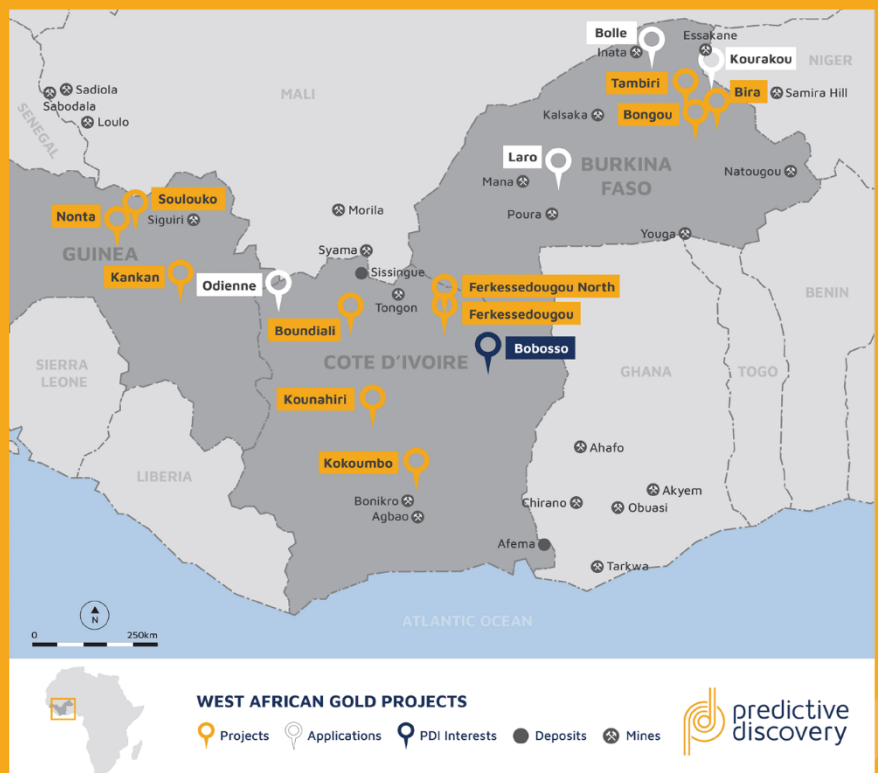 Bolle
Essakane
Inata
Kourakou
NIGER
Sadiola
Sabodala
MALI
Tambiri
Bira
Samira Hill
Loulo
SENEGAL
Kalsaka
Bongou
Laro
BURKINA
FASO
Natougou
Mana
Soulouko
Nonta
Siguiri
Morila
Poura
Youga
GUINEA
Syama
Kankan
Odienne
Sissingue
Ferkessedougou North
BENIN
Tongon
Ferkessedougou
Boundiali
Bobosso
COTE D'IVOIRE
SIERRA
LEONE
GHANA
TOGO
Kounahiri
Ahafo
Kokoumbo
LIBERIA
Akyem
Bonikro
Chirano
Obuasi
Agbao
Afema
Tarkwa
ATLANTIC OCEAN
N
0 250km
WEST AFRICAN GOLD PROJECTS
Projects Applications PDI Interests Deposits Mines
predictive
discovery